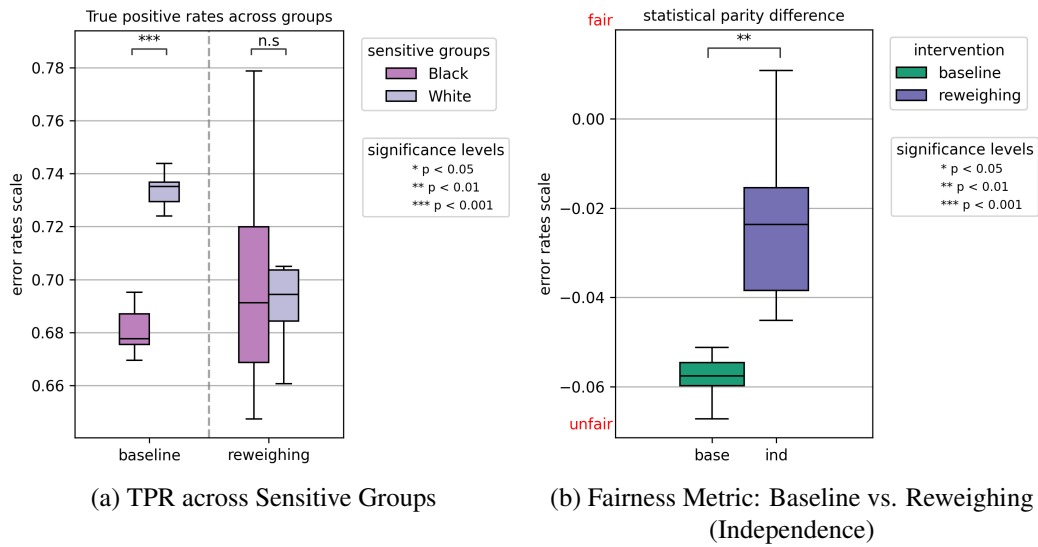 True positive rates across groups
***
n.s
0.78
0.76
0.74
0.72
0.70
0.68
0.66
error rates scale
baseline
reweighing
sensitive groups
Black
White
significance levels
* p < 0.05
** p < 0.01
*** p < 0.001
(a) TPR across Sensitive Groups
statistical parity difference
fair
**
0.00
−0.02
−0.04
−0.06
unfair
error rates scale
base
ind
intervention
baseline
reweighing
significance levels
* p < 0.05
** p < 0.01
*** p < 0.001
(b) Fairness Metric: Baseline vs. Reweighing
(Independence)